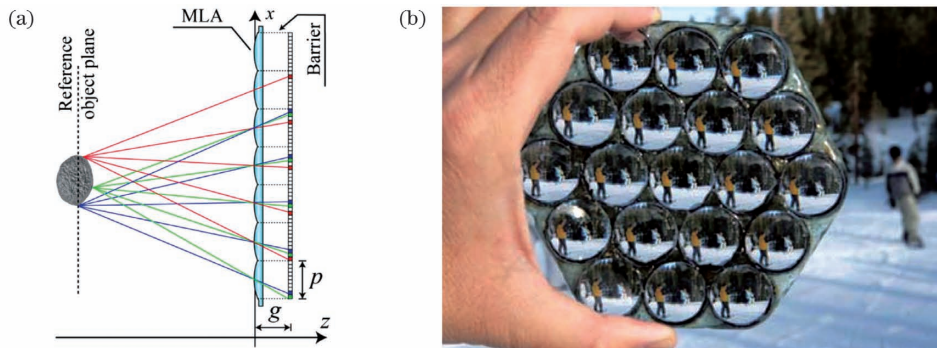 (a)
MLA
x
Barrier
Reference
object plane
p
g
z
(b)